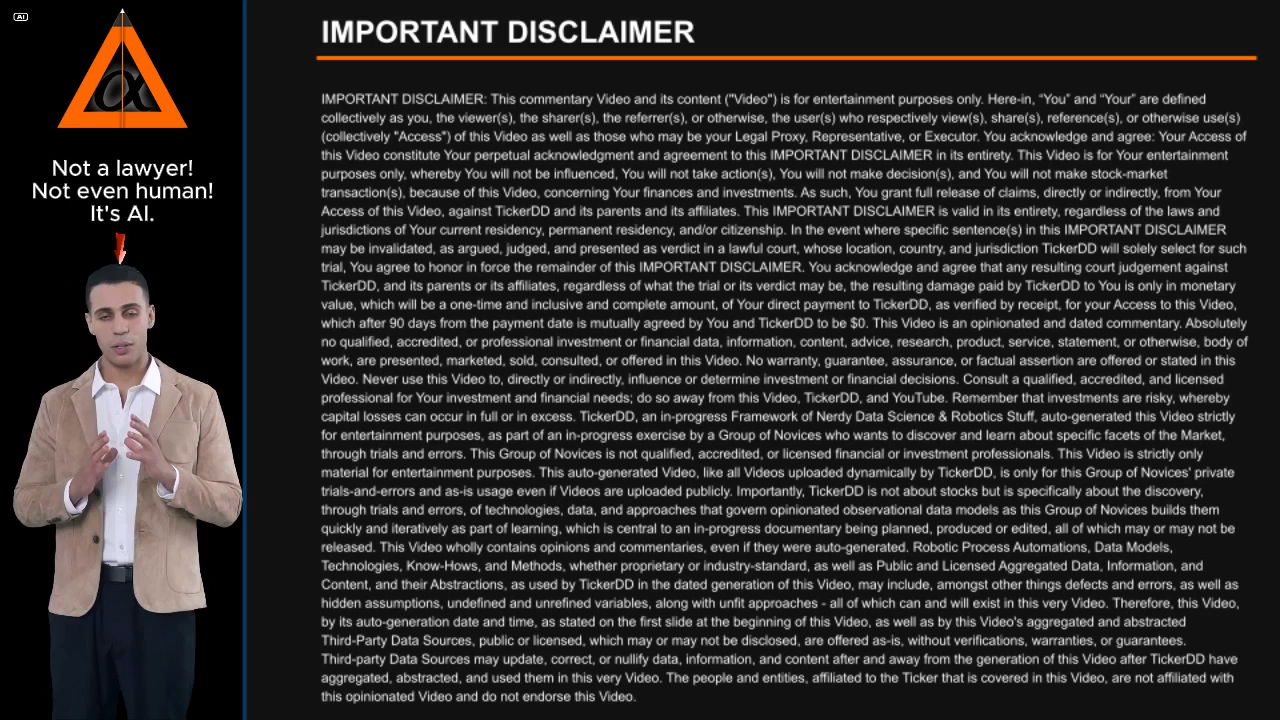 AI
α
Not a lawyer!
Not even human!
It's AI.
IMPORTANT DISCLAIMER
IMPORTANT DISCLAIMER: This commentary Video and its content ("Video") is for entertainment purposes only. Here-in, “You” and “Your” are defined
collectively as you, the viewer(s), the sharer(s), the referrer(s), or otherwise, the user(s) who respectively view(s), share(s), reference(s), or otherwise use(s)
(collectively "Access") of this Video as well as those who may be your Legal Proxy, Representative, or Executor. You acknowledge and agree: Your Access of
this Video constitute Your perpetual acknowledgment and agreement to this IMPORTANT DISCLAIMER in its entirety. This Video is for Your entertainment
purposes only, whereby You will not be influenced, You will not take action(s), You will not make decision(s), and You will not make stock-market
transaction(s), because of this Video, concerning Your finances and investments. As such, You grant full release of claims, directly or indirectly, from Your
Access of this Video, against TickerDD and its parents and its affiliates. This IMPORTANT DISCLAIMER is valid in its entirety, regardless of the laws and
jurisdictions of Your current residency, permanent residency, and/or citizenship. In the event where specific sentence(s) in this IMPORTANT DISCLAIMER
may be invalidated, as argued, judged, and presented as verdict in a lawful court, whose location, country, and jurisdiction TickerDD will solely select for such
trial, You agree to honor in force the remainder of this IMPORTANT DISCLAIMER. You acknowledge and agree that any resulting court judgement against
TickerDD, and its parents or its affiliates, regardless of what the trial or its verdict may be, the resulting damage paid by TickerDD to You is only in monetary
value, which will be a one-time and inclusive and complete amount, of Your direct payment to TickerDD, as verified by receipt, for your Access to this Video,
which after 90 days from the payment date is mutually agreed by You and TickerDD to be $0. This Video is an opinionated and dated commentary. Absolutely
no qualified, accredited, or professional investment or financial data, information, content, advice, research, product, service, statement, or otherwise, body of
work, are presented, marketed, sold, consulted, or offered in this Video. No warranty, guarantee, assurance, or factual assertion are offered or stated in this
Video. Never use this Video to, directly or indirectly, influence or determine investment or financial decisions. Consult a qualified, accredited, and licensed
professional for Your investment and financial needs; do so away from this Video, TickerDD, and YouTube. Remember that investments are risky, whereby
capital losses can occur in full or in excess. TickerDD, an in-progress Framework of Nerdy Data Science & Robotics Stuff, auto-generated this Video strictly
for entertainment purposes, as part of an in-progress exercise by a Group of Novices who wants to discover and learn about specific facets of the Market,
through trials and errors. This Group of Novices is not qualified, accredited, or licensed financial or investment professionals. This Video is strictly only
material for entertainment purposes. This auto-generated Video, like all Videos uploaded dynamically by TickerDD, is only for this Group of Novices' private
trials-and-errors and as-is usage even if Videos are uploaded publicly. Importantly, TickerDD is not about stocks but is specifically about the discovery,
through trials and errors, of technologies, data, and approaches that govern opinionated observational data models as this Group of Novices builds them
quickly and iteratively as part of learning, which is central to an in-progress documentary being planned, produced or edited, all of which may or may not be
released. This Video wholly contains opinions and commentaries, even if they were auto-generated. Robotic Process Automations, Data Models,
Technologies, Know-Hows, and Methods, whether proprietary or industry-standard, as well as Public and Licensed Aggregated Data, Information, and
Content, and their Abstractions, as used by TickerDD in the dated generation of this Video, may include, amongst other things defects and errors, as well as
hidden assumptions, undefined and unrefined variables, along with unfit approaches - all of which can and will exist in this very Video. Therefore, this Video,
by its auto-generation date and time, as stated on the first slide at the beginning of this Video, as well as by this Video's aggregated and abstracted
Third-Party Data Sources, public or licensed, which may or may not be disclosed, are offered as-is, without verifications, warranties, or guarantees.
Third-party Data Sources may update, correct, or nullify data, information, and content after and away from the generation of this Video after TickerDD have
aggregated, abstracted, and used them in this very Video. The people and entities, affiliated to the Ticker that is covered in this Video, are not affiliated with
this opinionated Video and do not endorse this Video.